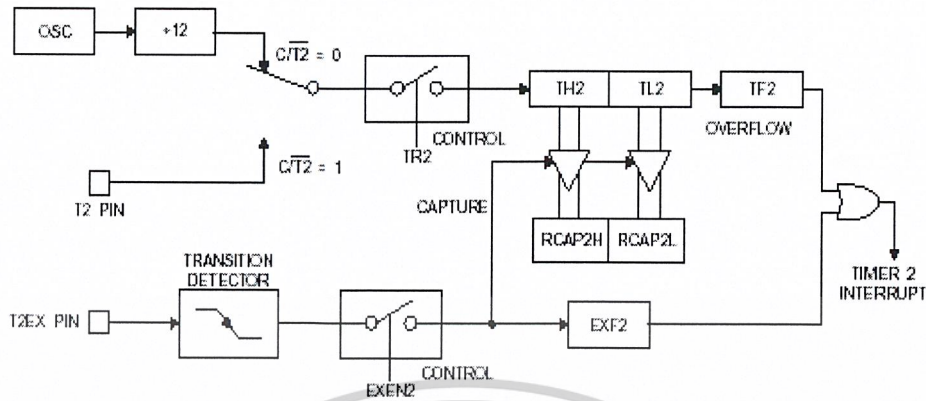 OSC
÷12
C/T2 = 0
TH2
TL2
TF2
OVERFLOW
CONTROL
TR2
C/T2 = 1
T2 PIN
CAPTURE
RCAP2H
RCAP2L
TRANSITION
DETECTOR
TIMER 2
INTERRUPT
T2EX PIN
EXF2
CONTROL
EXEN2